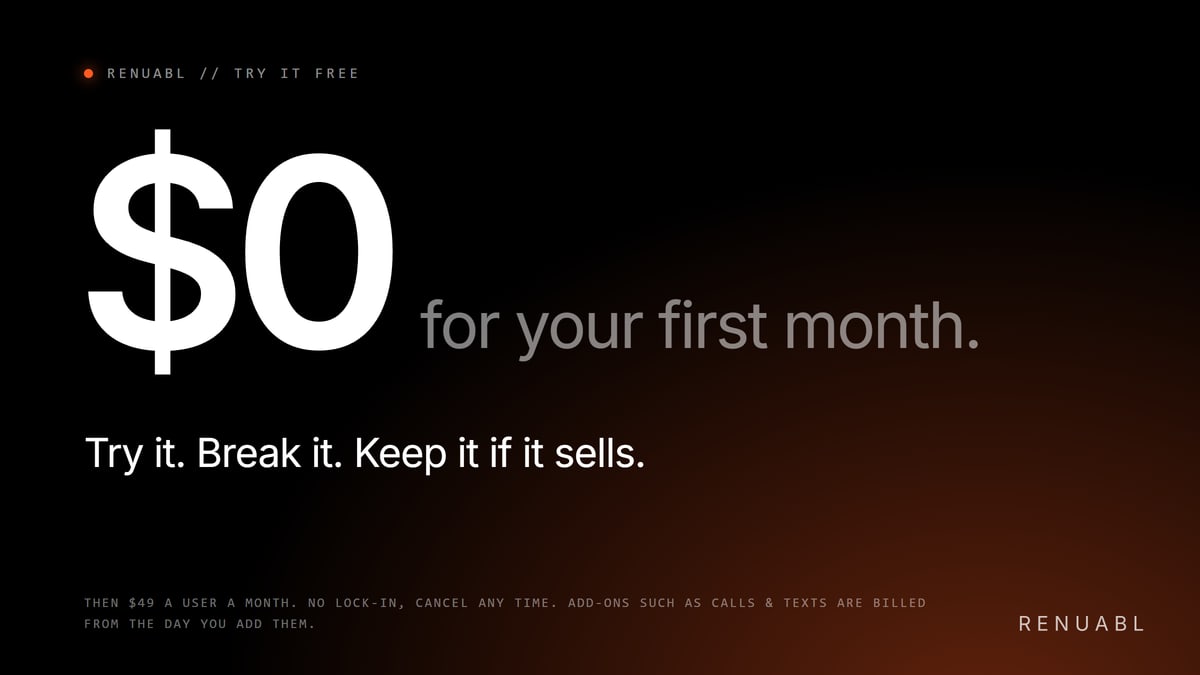 RENUABL // TRY IT FREE
$0 for your first month.
Try it. Break it. Keep it if it sells.
THEN $49 A USER A MONTH. NO LOCK-IN, CANCEL ANY TIME. ADD-ONS SUCH AS CALLS & TEXTS ARE BILLED
FROM THE DAY YOU ADD THEM.
RENUABL